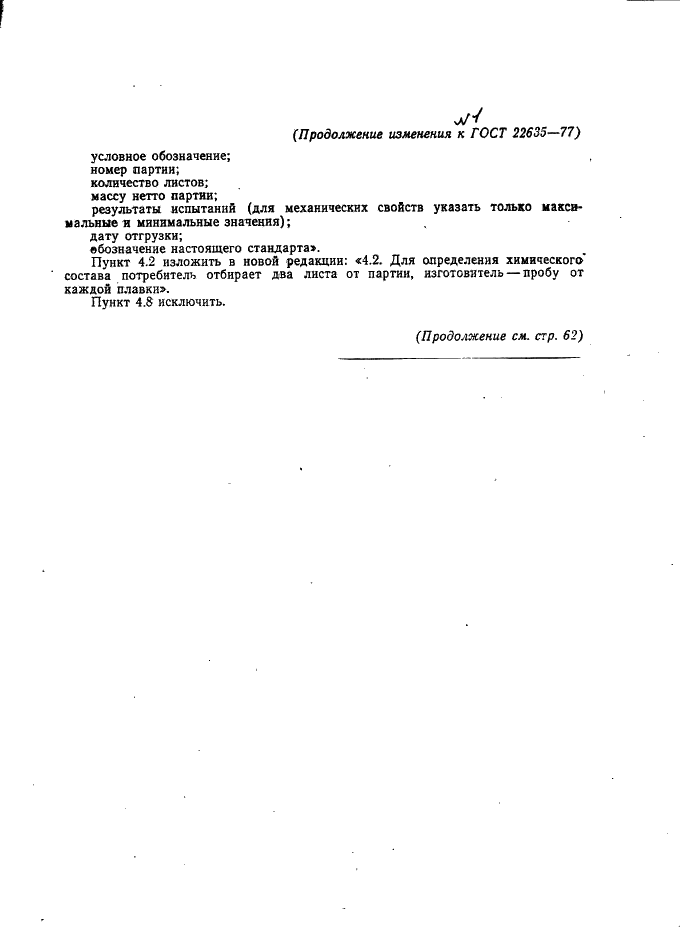 №1
(Продолжение изменения к ГОСТ 22635—77)
условное обозначение;
номер партии;
количество листов;
массу нетто партии;
результаты испытаний (для механических свойств указать только макси-
мальные и минимальные значения);
дату отгрузки;
обозначение настоящего стандарта».
Пункт 4.2 изложить в новой редакции: «4.2. Для определения химического
состава потребитель отбирает два листа от партии, изготовитель — пробу от
каждой плавки».
Пункт 4.8 исключить.
(Продолжение см. стр. 62)